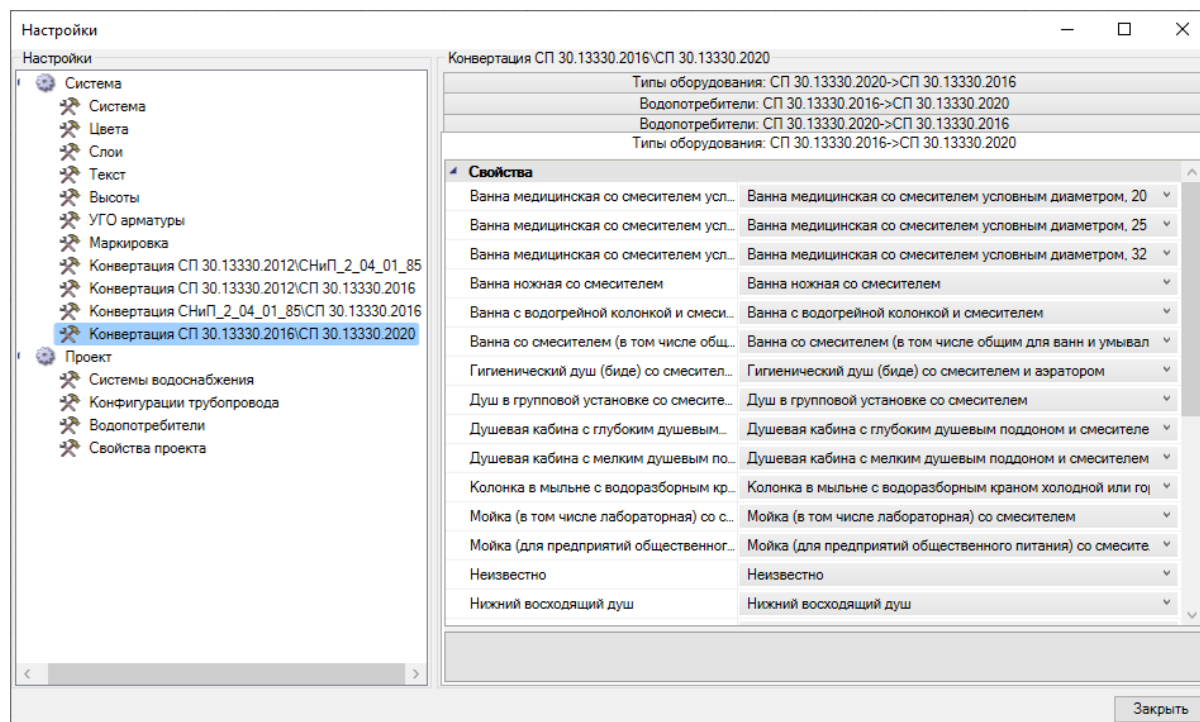 Настройки
Настройки
Система
Система
Цвета
Слои
Текст
Высоты
УГО арматуры
Маркировка
Конвертация СП 30.13330.2012\СНиП_2_04_01_85
Конвертация СП 30.13330.2012\СП 30.13330.2016
Конвертация СНиП_2_04_01_85\СП 30.13330.2016
Конвертация СП 30.13330.2016\СП 30.13330.2020
Проект
Системы водоснабжения
Конфигурации трубопровода
Водопотребители
Свойства проекта
Конвертация СП 30.13330.2016\СП 30.13330.2020
Типы оборудования: СП 30.13330.2020->СП 30.13330.2016
Водопотребители: СП 30.13330.2016->СП 30.13330.2020
Водопотребители: СП 30.13330.2020->СП 30.13330.2016
Типы оборудования: СП 30.13330.2016->СП 30.13330.2020
Свойства
Ванна медицинская со смесителем усл... Ванна медицинская со смесителем условным диаметром, 20
Ванна медицинская со смесителем усл... Ванна медицинская со смесителем условным диаметром, 25
Ванна медицинская со смесителем усл... Ванна медицинская со смесителем условным диаметром, 32
Ванна ножная со смесителем Ванна ножная со смесителем
Ванна с водогрейной колонкой и смеси... Ванна с водогрейной колонкой и смесителем
Ванна со смесителем (в том числе общ... Ванна со смесителем (в том числе общим для ванн и умывал
Гигиенический душ (биде) со смесител... Гигиенический душ (биде) со смесителем и аэратором
Душ в групповой установке со смесите... Душ в групповой установке со смесителем
Душевая кабина с глубоким душевым... Душевая кабина с глубоким душевым поддоном и смесителе
Душевая кабина с мелким душевым по... Душевая кабина с мелким душевым поддоном и смесителем
Колонка в мыльне с водоразборным кр... Колонка в мыльне с водоразборным краном холодной или гор
Мойка (в том числе лабораторная) со с... Мойка (в том числе лабораторная) со смесителем
Мойка (для предприятий общественног... Мойка (для предприятий общественного питания) со смесите
Неизвестно Неизвестно
Нижний восходящий душ Нижний восходящий душ
Закрыть